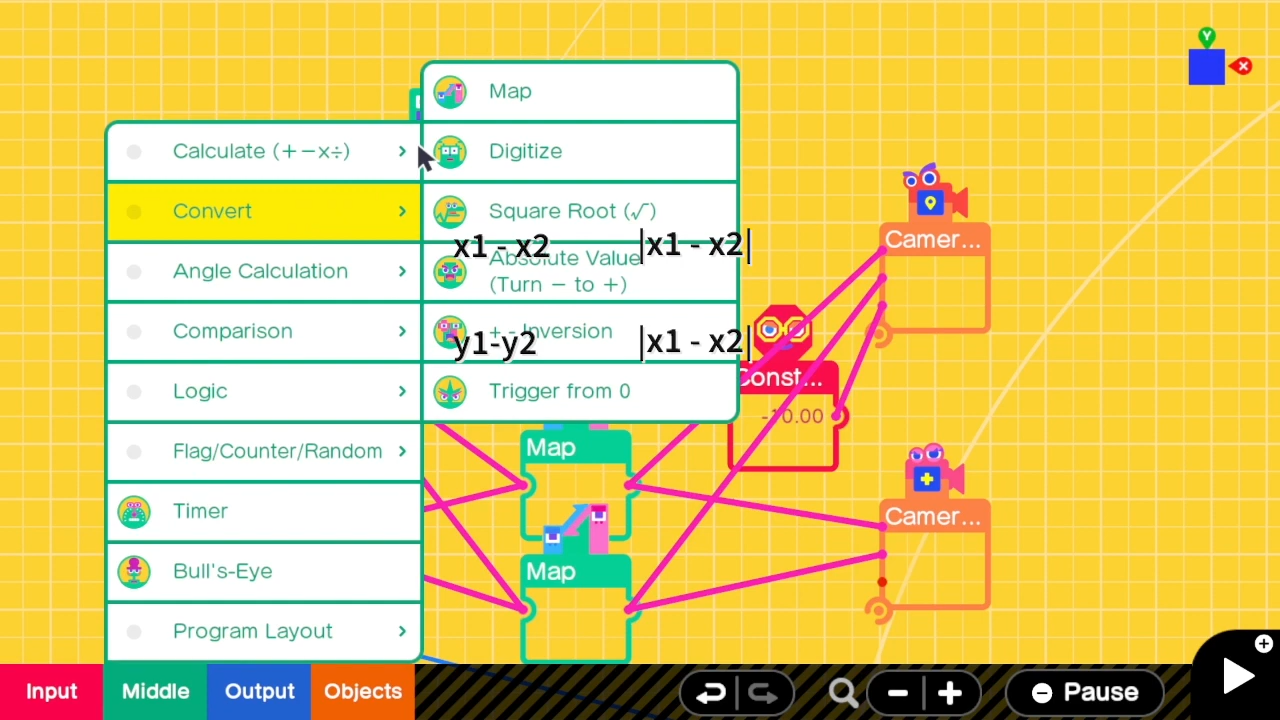 Y
X
Map
Digitize
Square Root (√‾)
Absolute Value
(Turn − to +)
+ - Inversion
Trigger from 0
Calculate (+−×÷)
Convert
Angle Calculation
Comparison
Logic
Flag/Counter/Random
Timer
Bull's-Eye
Program Layout
x1 - x2
|x1 - x2|
y1-y2
|x1 - x2|
Camer...
Const...
-10.00
Map
Camer...
Map
Input
Middle
Output
Objects
Pause